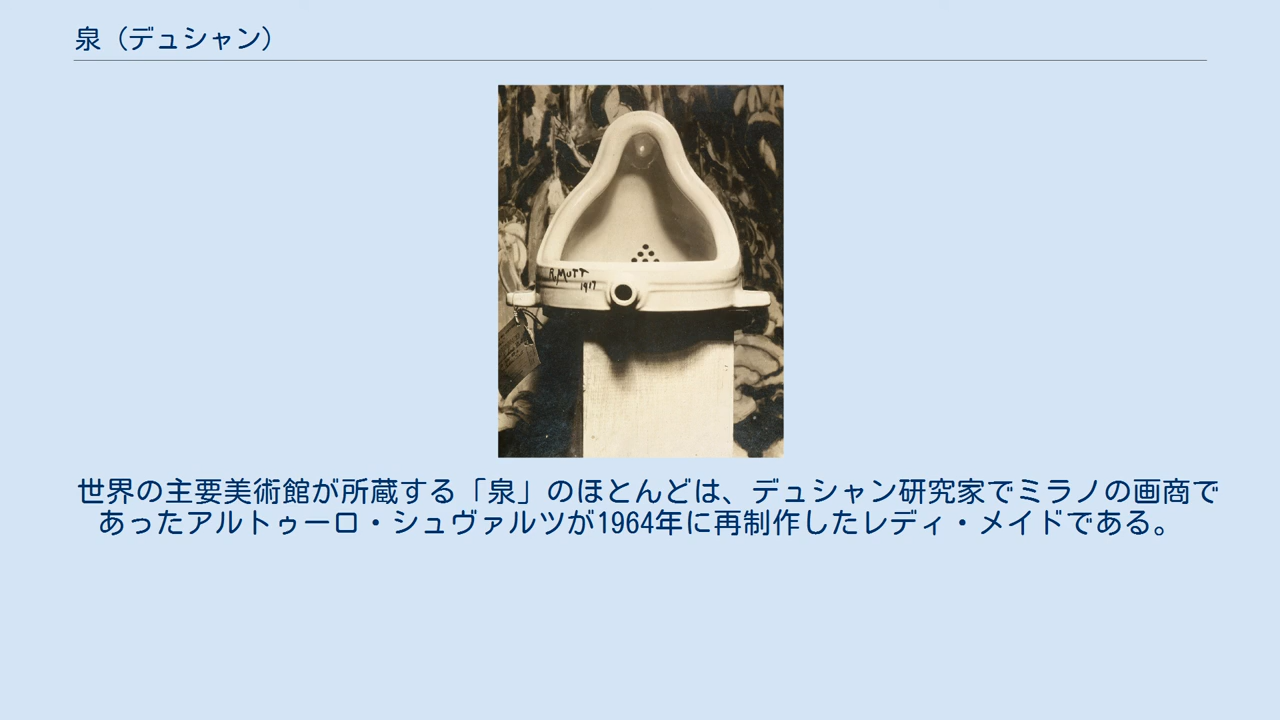 泉（デュシャン）
R.MUTT
1917
世界の主要美術館が所蔵する「泉」のほとんどは、デュシャン研究家でミラノの画商で
あったアルトゥーロ・シュヴァルツが1964年に再制作したレディ・メイドである。